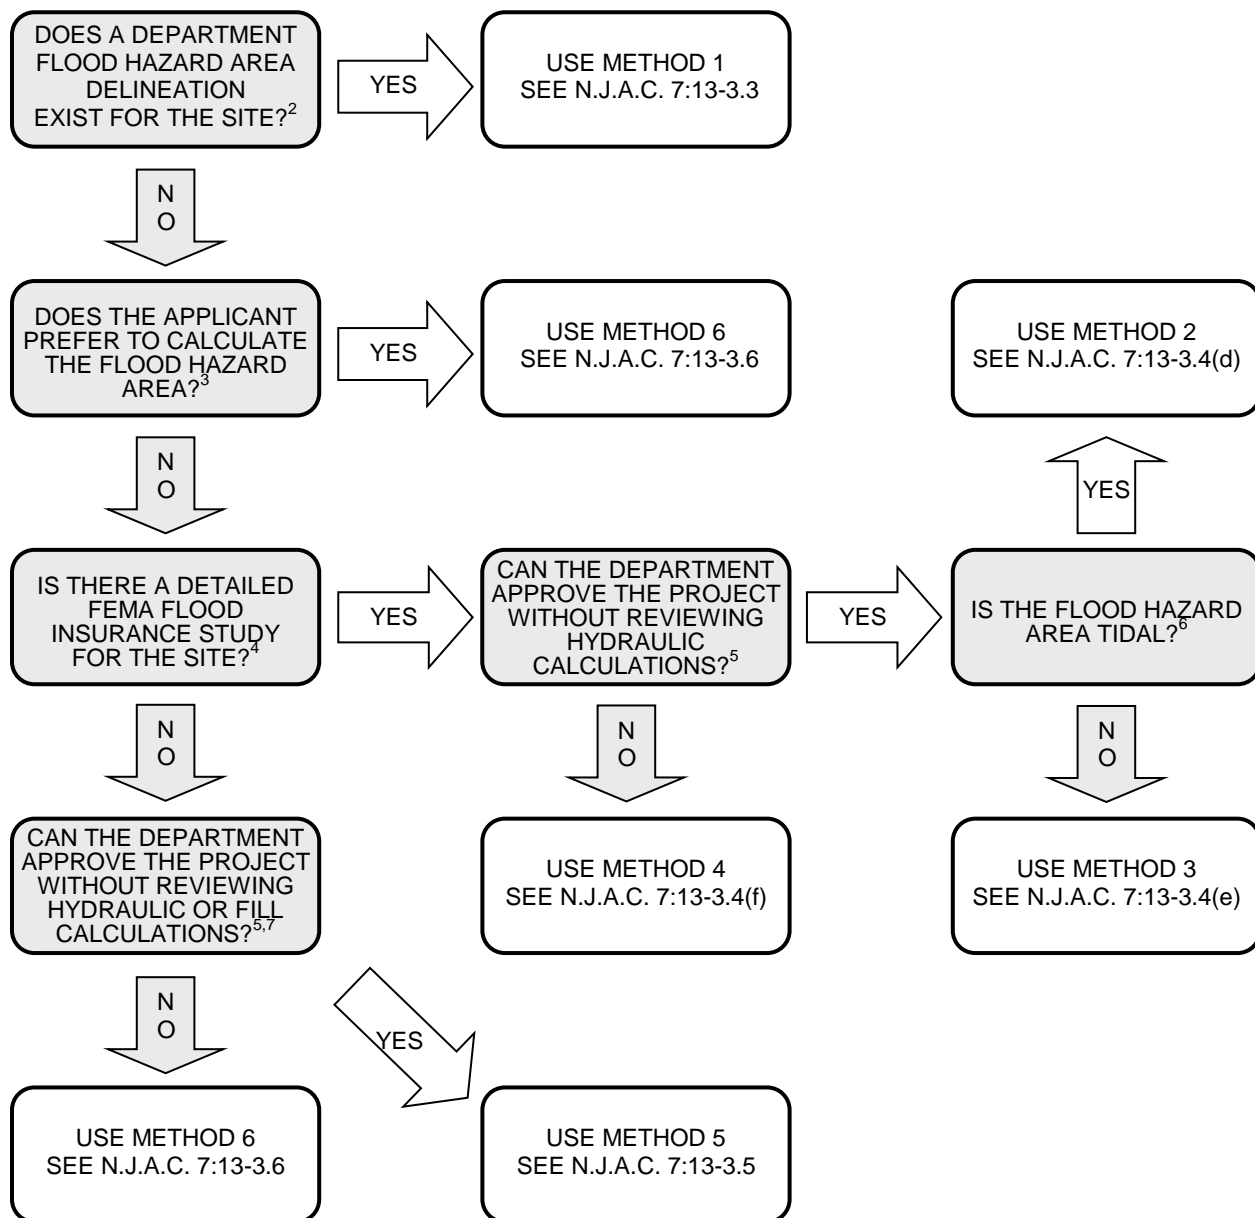 DOES A DEPARTMENT
FLOOD HAZARD AREA
DELINEATION
EXIST FOR THE SITE?2
YES
USE METHOD 1
SEE N.J.A.C. 7:13-3.3
N
O
DOES THE APPLICANT
PREFER TO CALCULATE
THE FLOOD HAZARD
AREA?3
YES
USE METHOD 6
SEE N.J.A.C. 7:13-3.6
USE METHOD 2
SEE N.J.A.C. 7:13-3.4(d)
N
O
YES
IS THERE A DETAILED
FEMA FLOOD
INSURANCE STUDY
FOR THE SITE?4
YES
CAN THE DEPARTMENT
APPROVE THE PROJECT
WITHOUT REVIEWING
HYDRAULIC
CALCULATIONS?5
YES
IS THE FLOOD HAZARD
AREA TIDAL?6
N
O
N
O
N
O
CAN THE DEPARTMENT
APPROVE THE PROJECT
WITHOUT REVIEWING
HYDRAULIC OR FILL
CALCULATIONS?5,7
USE METHOD 4
SEE N.J.A.C. 7:13-3.4(f)
USE METHOD 3
SEE N.J.A.C. 7:13-3.4(e)
N
O
YES
USE METHOD 6
SEE N.J.A.C. 7:13-3.6
USE METHOD 5
SEE N.J.A.C. 7:13-3.5